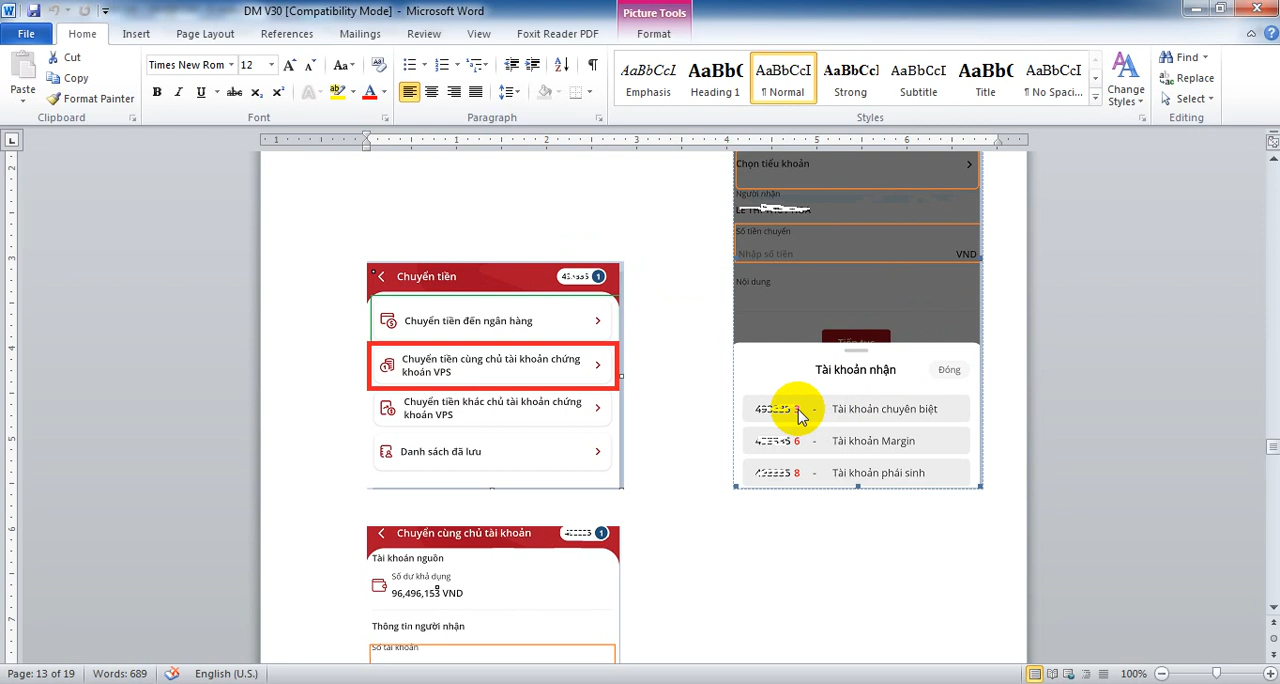 DM V30 [Compatibility Mode] - Microsoft Word
Picture Tools
File
Home
Insert
Page Layout
References
Mailings
Review
View
Foxit Reader PDF
Format
Paste
Cut
Copy
Format Painter
Clipboard
Times New Rom
12
Font
Paragraph
AaBbCcI
Emphasis
AaBbC
Heading 1
AaBbCcI
¶ Normal
AaBbCcI
Strong
AaBbCcI
Subtitle
AaBbC
Title
AaBbCcI
¶ No Spaci...
Styles
Change
Styles
Find
Replace
Select
Editing
Chọn tiểu khoản
Người nhận
Số tiền chuyển
Nhập số tiền
VND
Nội dung
Tiếp tục
Tài khoản nhận
Đóng
3 - Tài khoản chuyên biệt
6 - Tài khoản Margin
8 - Tài khoản phái sinh
Chuyển tiền
1
Chuyển tiền đến ngân hàng
Chuyển tiền cùng chủ tài khoản chứng
khoán VPS
Chuyển tiền khác chủ tài khoản chứng
khoán VPS
Danh sách đã lưu
Chuyển cùng chủ tài khoản
1
Tài khoản nguồn
Số dư khả dụng
96,496,153 VND
Thông tin người nhận
Số tài khoản
Page: 13 of 19
Words: 689
English (U.S.)
100%